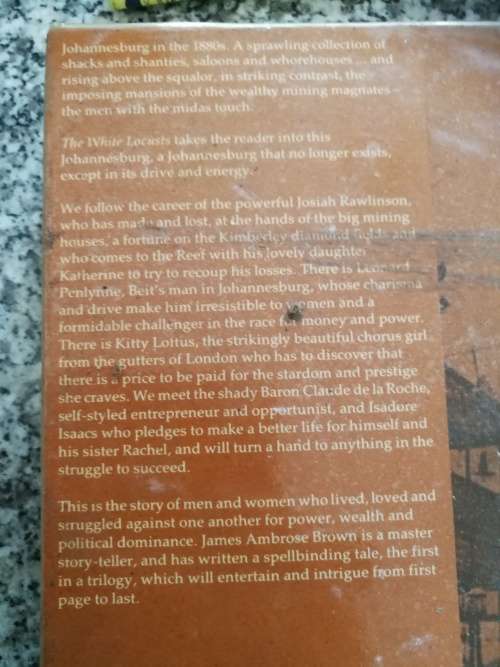 Johannesburg in the 1880s. A sprawling collection of
shacks and shanties, saloons and whorehouses ... and
rising above the squalor, in striking contrast, the
imposing mansions of the wealthy mining magnates –
the men with the midas touch.
The White Locusts takes the reader into this
Johannesburg, a Johannesburg that no longer exists,
except in its drive and energy.
We follow the career of the powerful Josiah Rawlinson,
who has made and lost, at the hands of the big mining
houses, a fortune on the Kimberley diamond fields and
who comes to the Reef with his lovely daughter
Katherine to try to recoup his losses. There is Leonard
Penlynne, Beit's man in Johannesburg, whose charisma
and drive make him irresistible to women and a
formidable challenger in the race for money and power.
There is Kitty Loftus, the strikingly beautiful chorus girl
from the gutters of London who has to discover that
there is a price to be paid for the stardom and prestige
she craves. We meet the shady Baron Claude de la Roche,
self-styled entrepreneur and opportunist, and Isadore
Isaacs who pledges to make a better life for himself and
his sister Rachel, and will turn a hand to anything in the
struggle to succeed.
This is the story of men and women who lived, loved and
struggled against one another for power, wealth and
political dominance. James Ambrose Brown is a master
story-teller, and has written a spellbinding tale, the first
in a trilogy, which will entertain and intrigue from first
page to last.